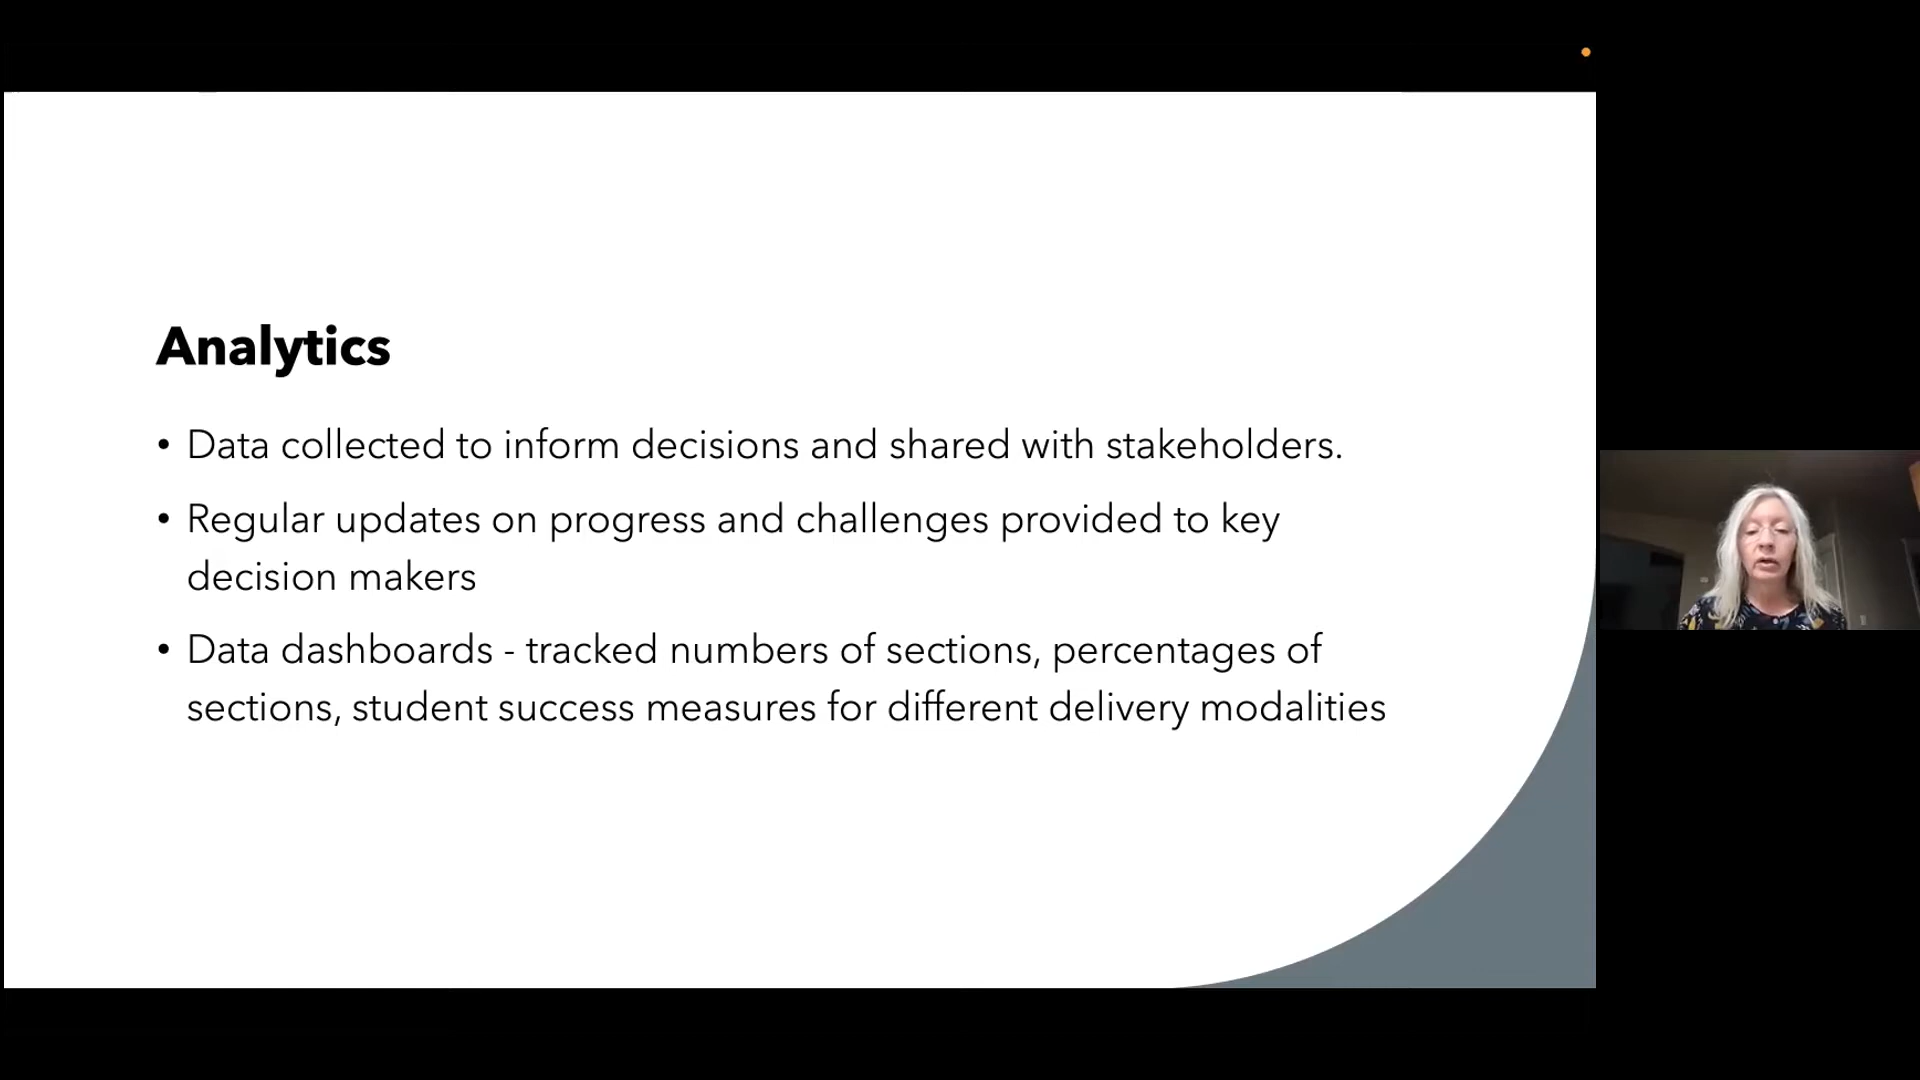 Analytics
• Data collected to inform decisions and shared with stakeholders.
• Regular updates on progress and challenges provided to key
decision makers
• Data dashboards - tracked numbers of sections, percentages of
sections, student success measures for different delivery modalities